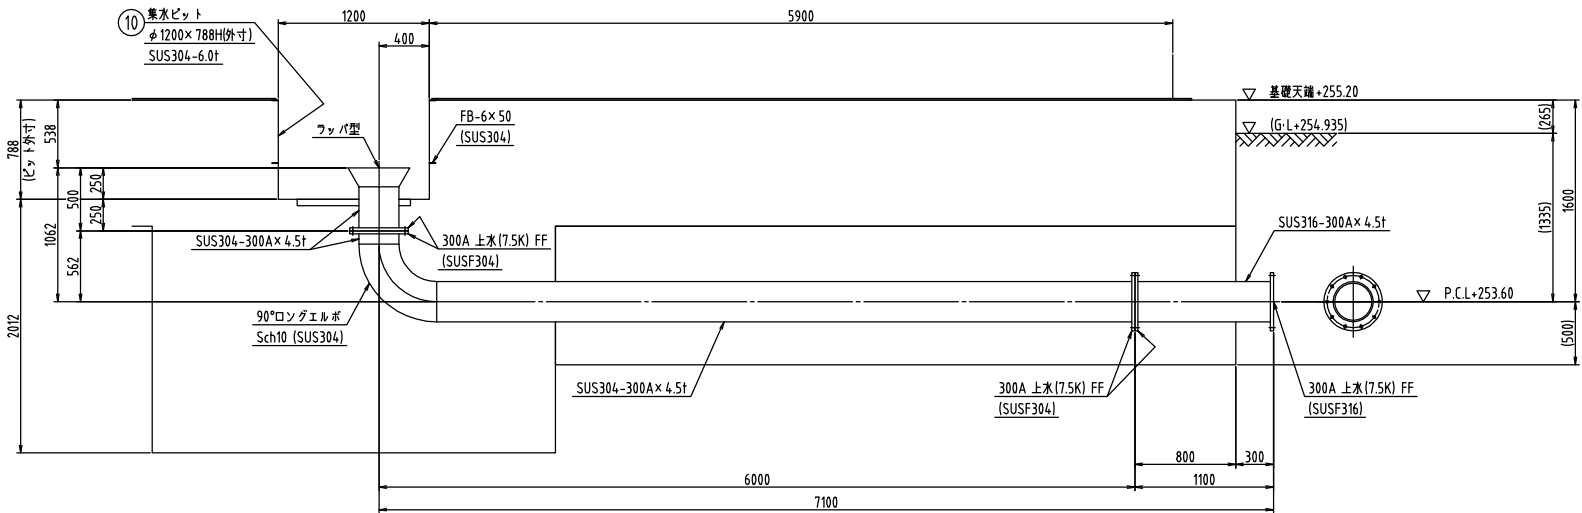 10
集水ピット
φ1200×788H(外寸)
SUS304-6.0t
1200
5900
400
基礎天端+255.20
(G·L+254.935)
(265)
ラッパ型
FB-6×50
(SUS304)
788
(ピット外寸)
538
250
500
250
1062
562
2012
SUS304-300A×4.5t
300A 上水(7.5K) FF
(SUSF304)
SUS316-300A×4.5t
(1335)
1600
P.C.L+253.60
(500)
90°ロングエルボ
Sch10 (SUS304)
SUS304-300A×4.5t
300A 上水(7.5K) FF
(SUSF304)
300A 上水(7.5K) FF
(SUSF316)
800
300
6000
1100
7100